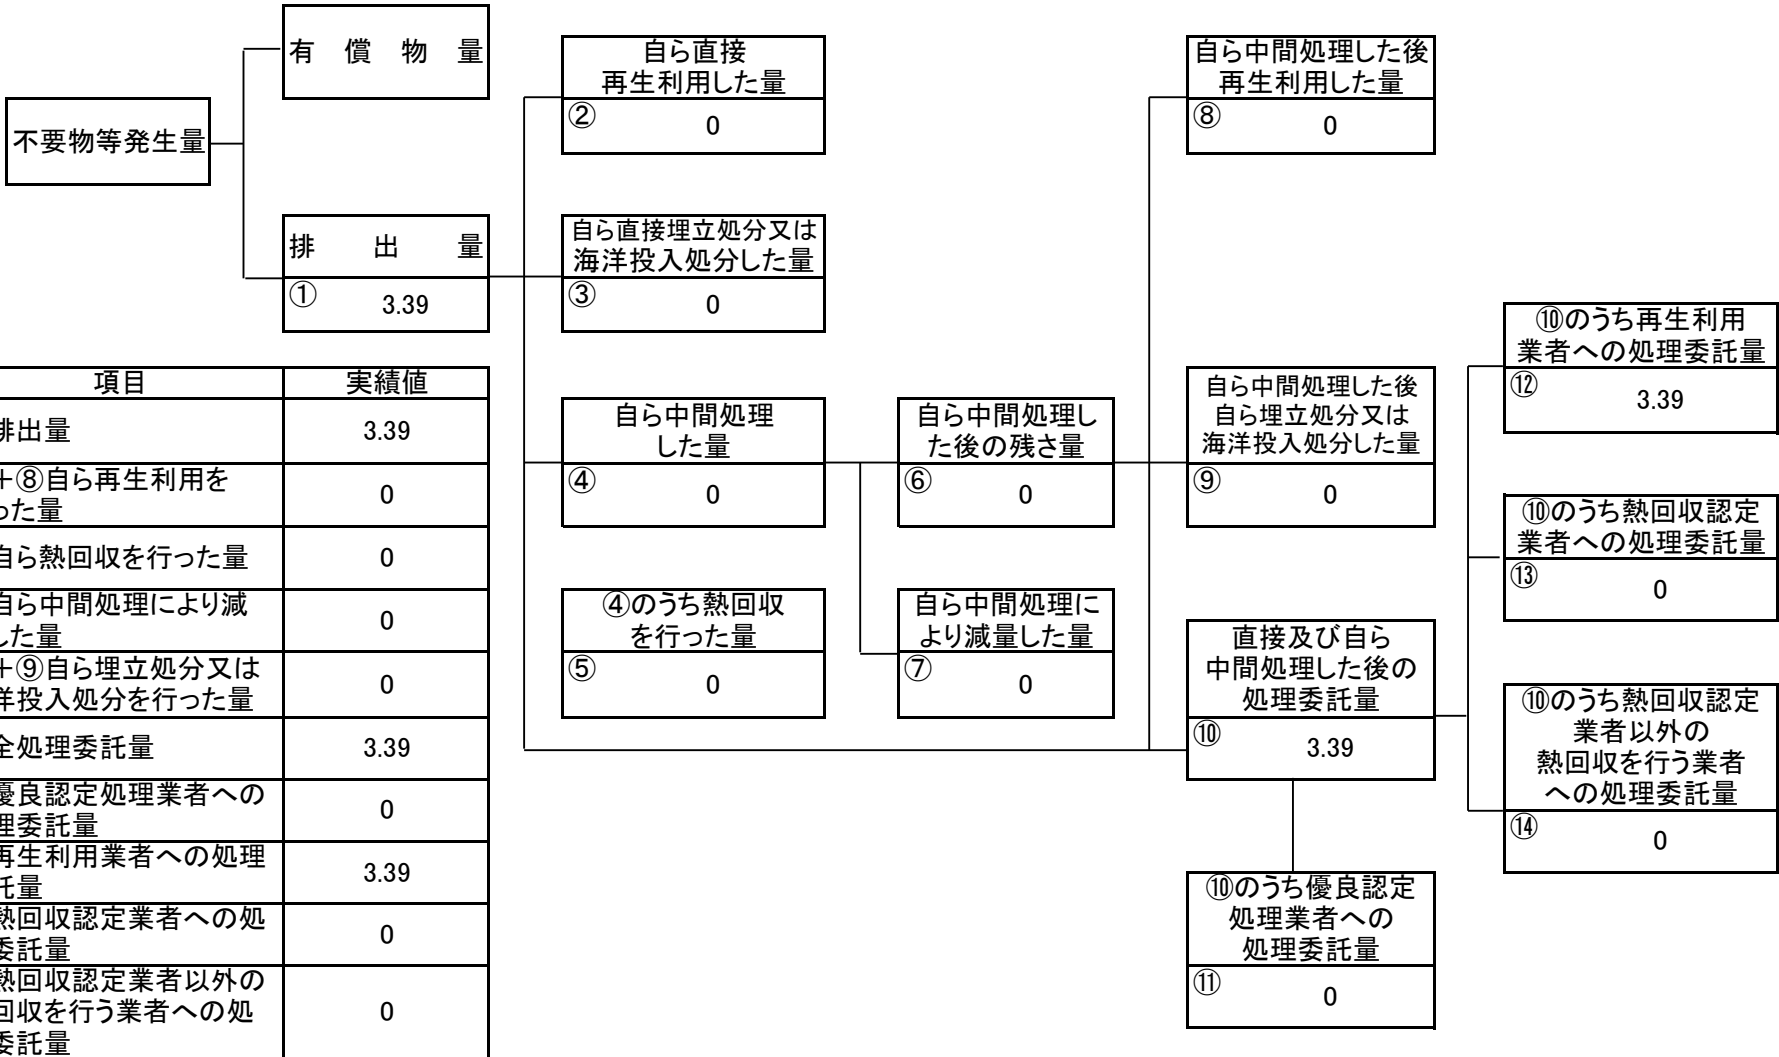 有償物量
不要物等発生量
排出量
① 3.39
自ら直接
再生利用した量
② 0
自ら直接埋立処分又は
海洋投入処分した量
③ 0
自ら中間処理
した量
④ 0
④のうち熱回収
を行った量
⑤ 0
自ら中間処理し
た後の残さ量
⑥ 0
自ら中間処理に
より減量した量
⑦ 0
自ら中間処理した後
再生利用した量
⑧ 0
自ら中間処理した後
自ら埋立処分又は
海洋投入処分した量
⑨ 0
直接及び自ら
中間処理した後の
処理委託量
⑩ 3.39
⑩のうち優良認定
処理業者への
処理委託量
⑪ 0
⑩のうち再生利用
業者への処理委託量
⑫ 3.39
⑩のうち熱回収認定
業者への処理委託量
⑬ 0
⑩のうち熱回収認定
業者以外の
熱回収を行う業者
への処理委託量
⑭ 0
項目 実績値
排出量 3.39
+⑧自ら再生利用を
った量 0
自ら熱回収を行った量 0
自ら中間処理により減
した量 0
+⑨自ら埋立処分又は
洋投入処分を行った量 0
全処理委託量 3.39
優良認定処理業者への
理委託量 0
再生利用業者への処理
託量 3.39
熱回収認定業者への処
委託量 0
熱回収認定業者以外の
回収を行う業者への処
委託量 0